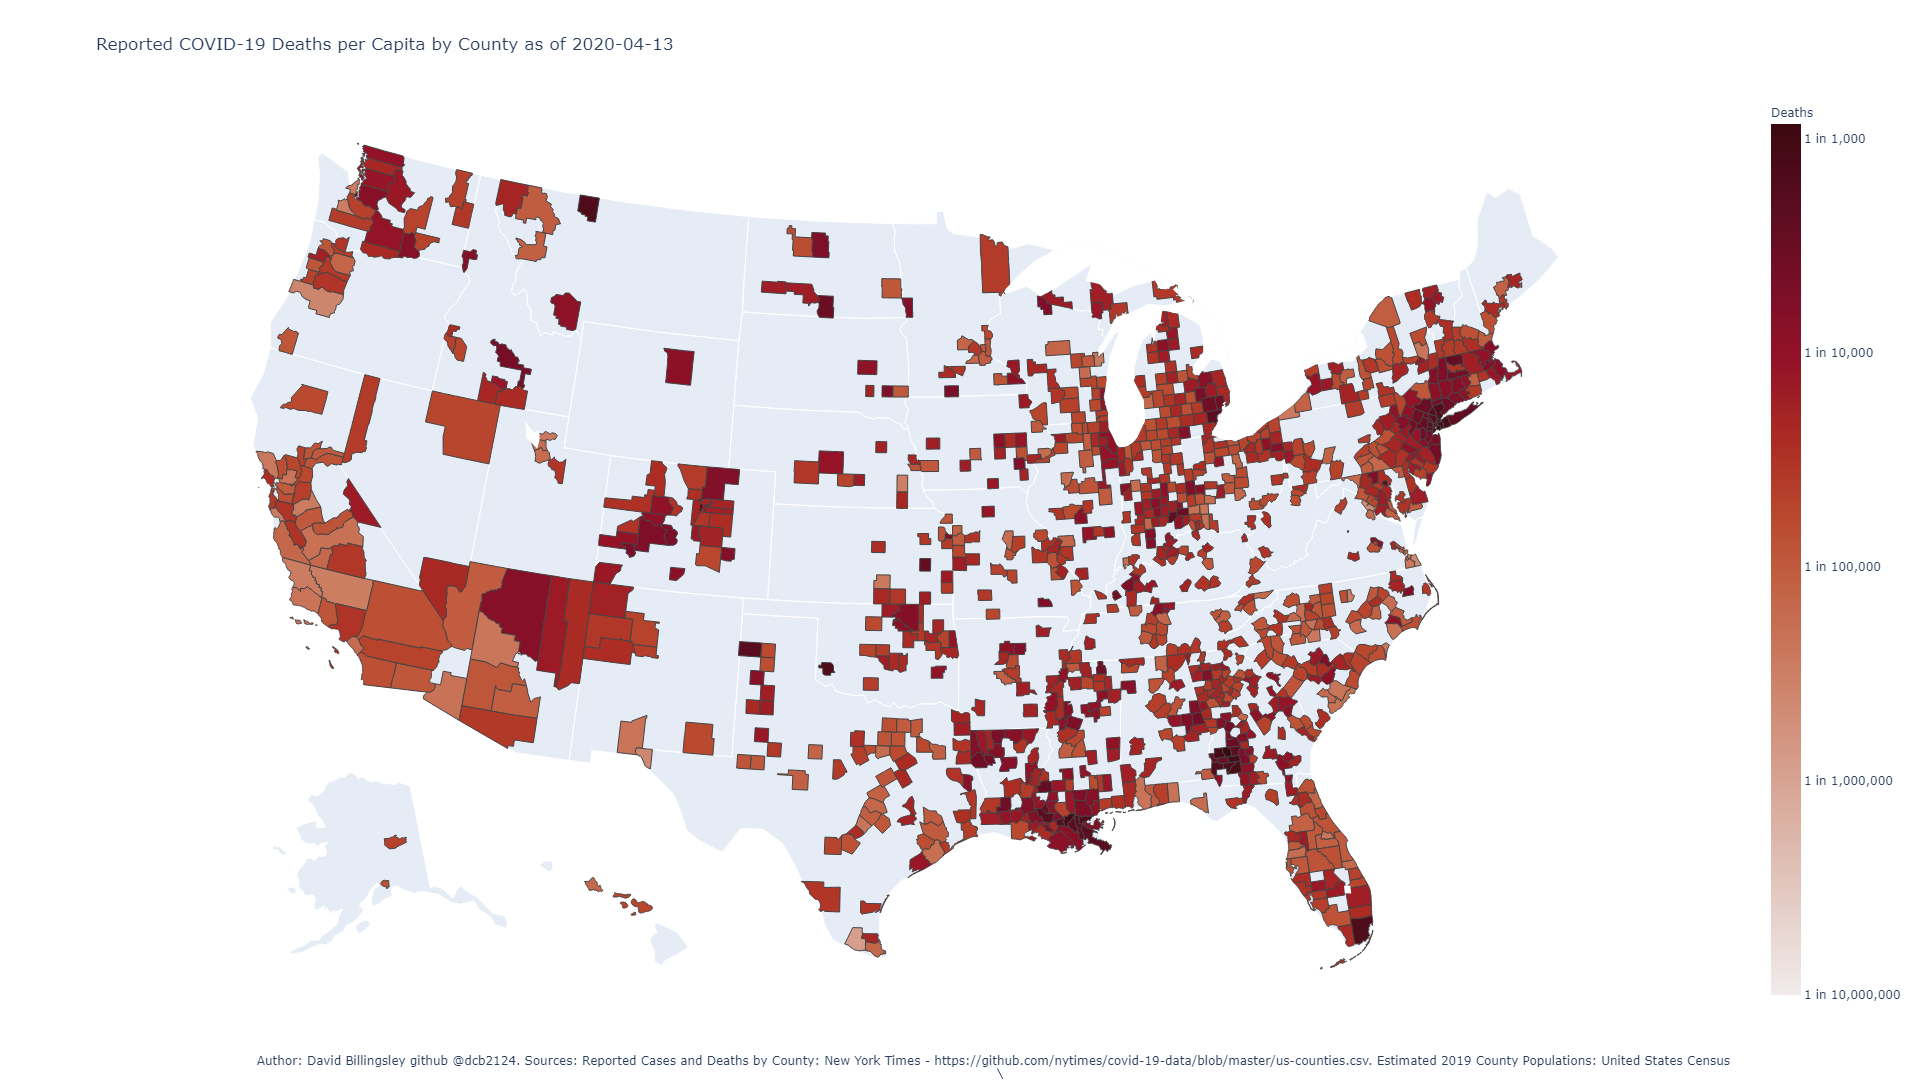 Reported COVID-19 Deaths per Capita by County as of 2020-04-13
Deaths
1 in 1,000
1 in 10,000
1 in 100,000
1 in 1,000,000
1 in 10,000,000
Author: David Billingsley github @dcb2124. Sources: Reported Cases and Deaths by County: New York Times - https://github.com/nytimes/covid-19-data/blob/master/us-counties.csv. Estimated 2019 County Populations: United States Census